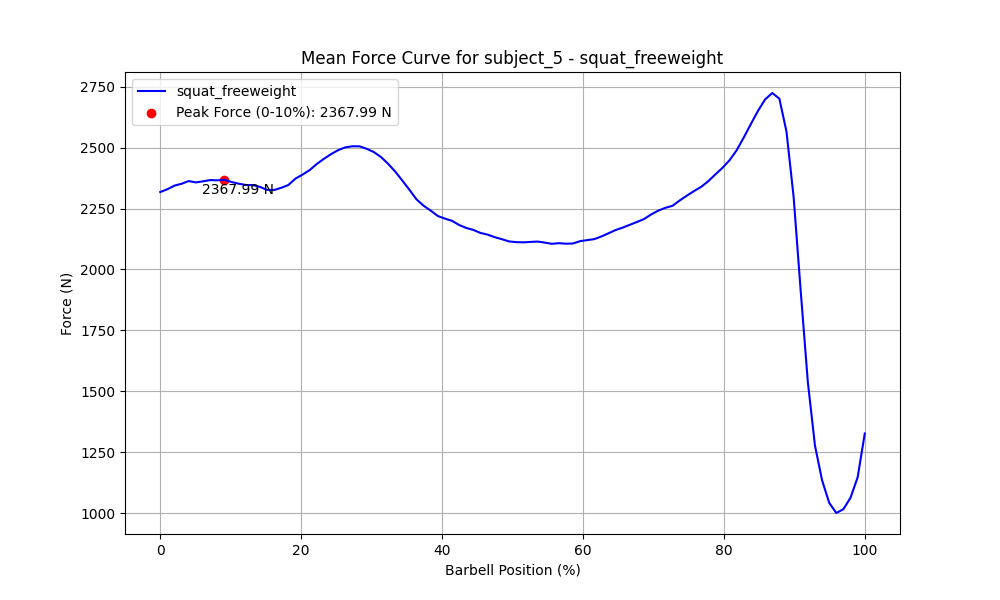 Mean Force Curve for subject_5 - squat_freeweight
squat_freeweight
Peak Force (0-10%): 2367.99 N
2367.99 N
2750
2500
2250
2000
1750
1500
1250
1000
Force (N)
0 20 40 60 80 100
Barbell Position (%)